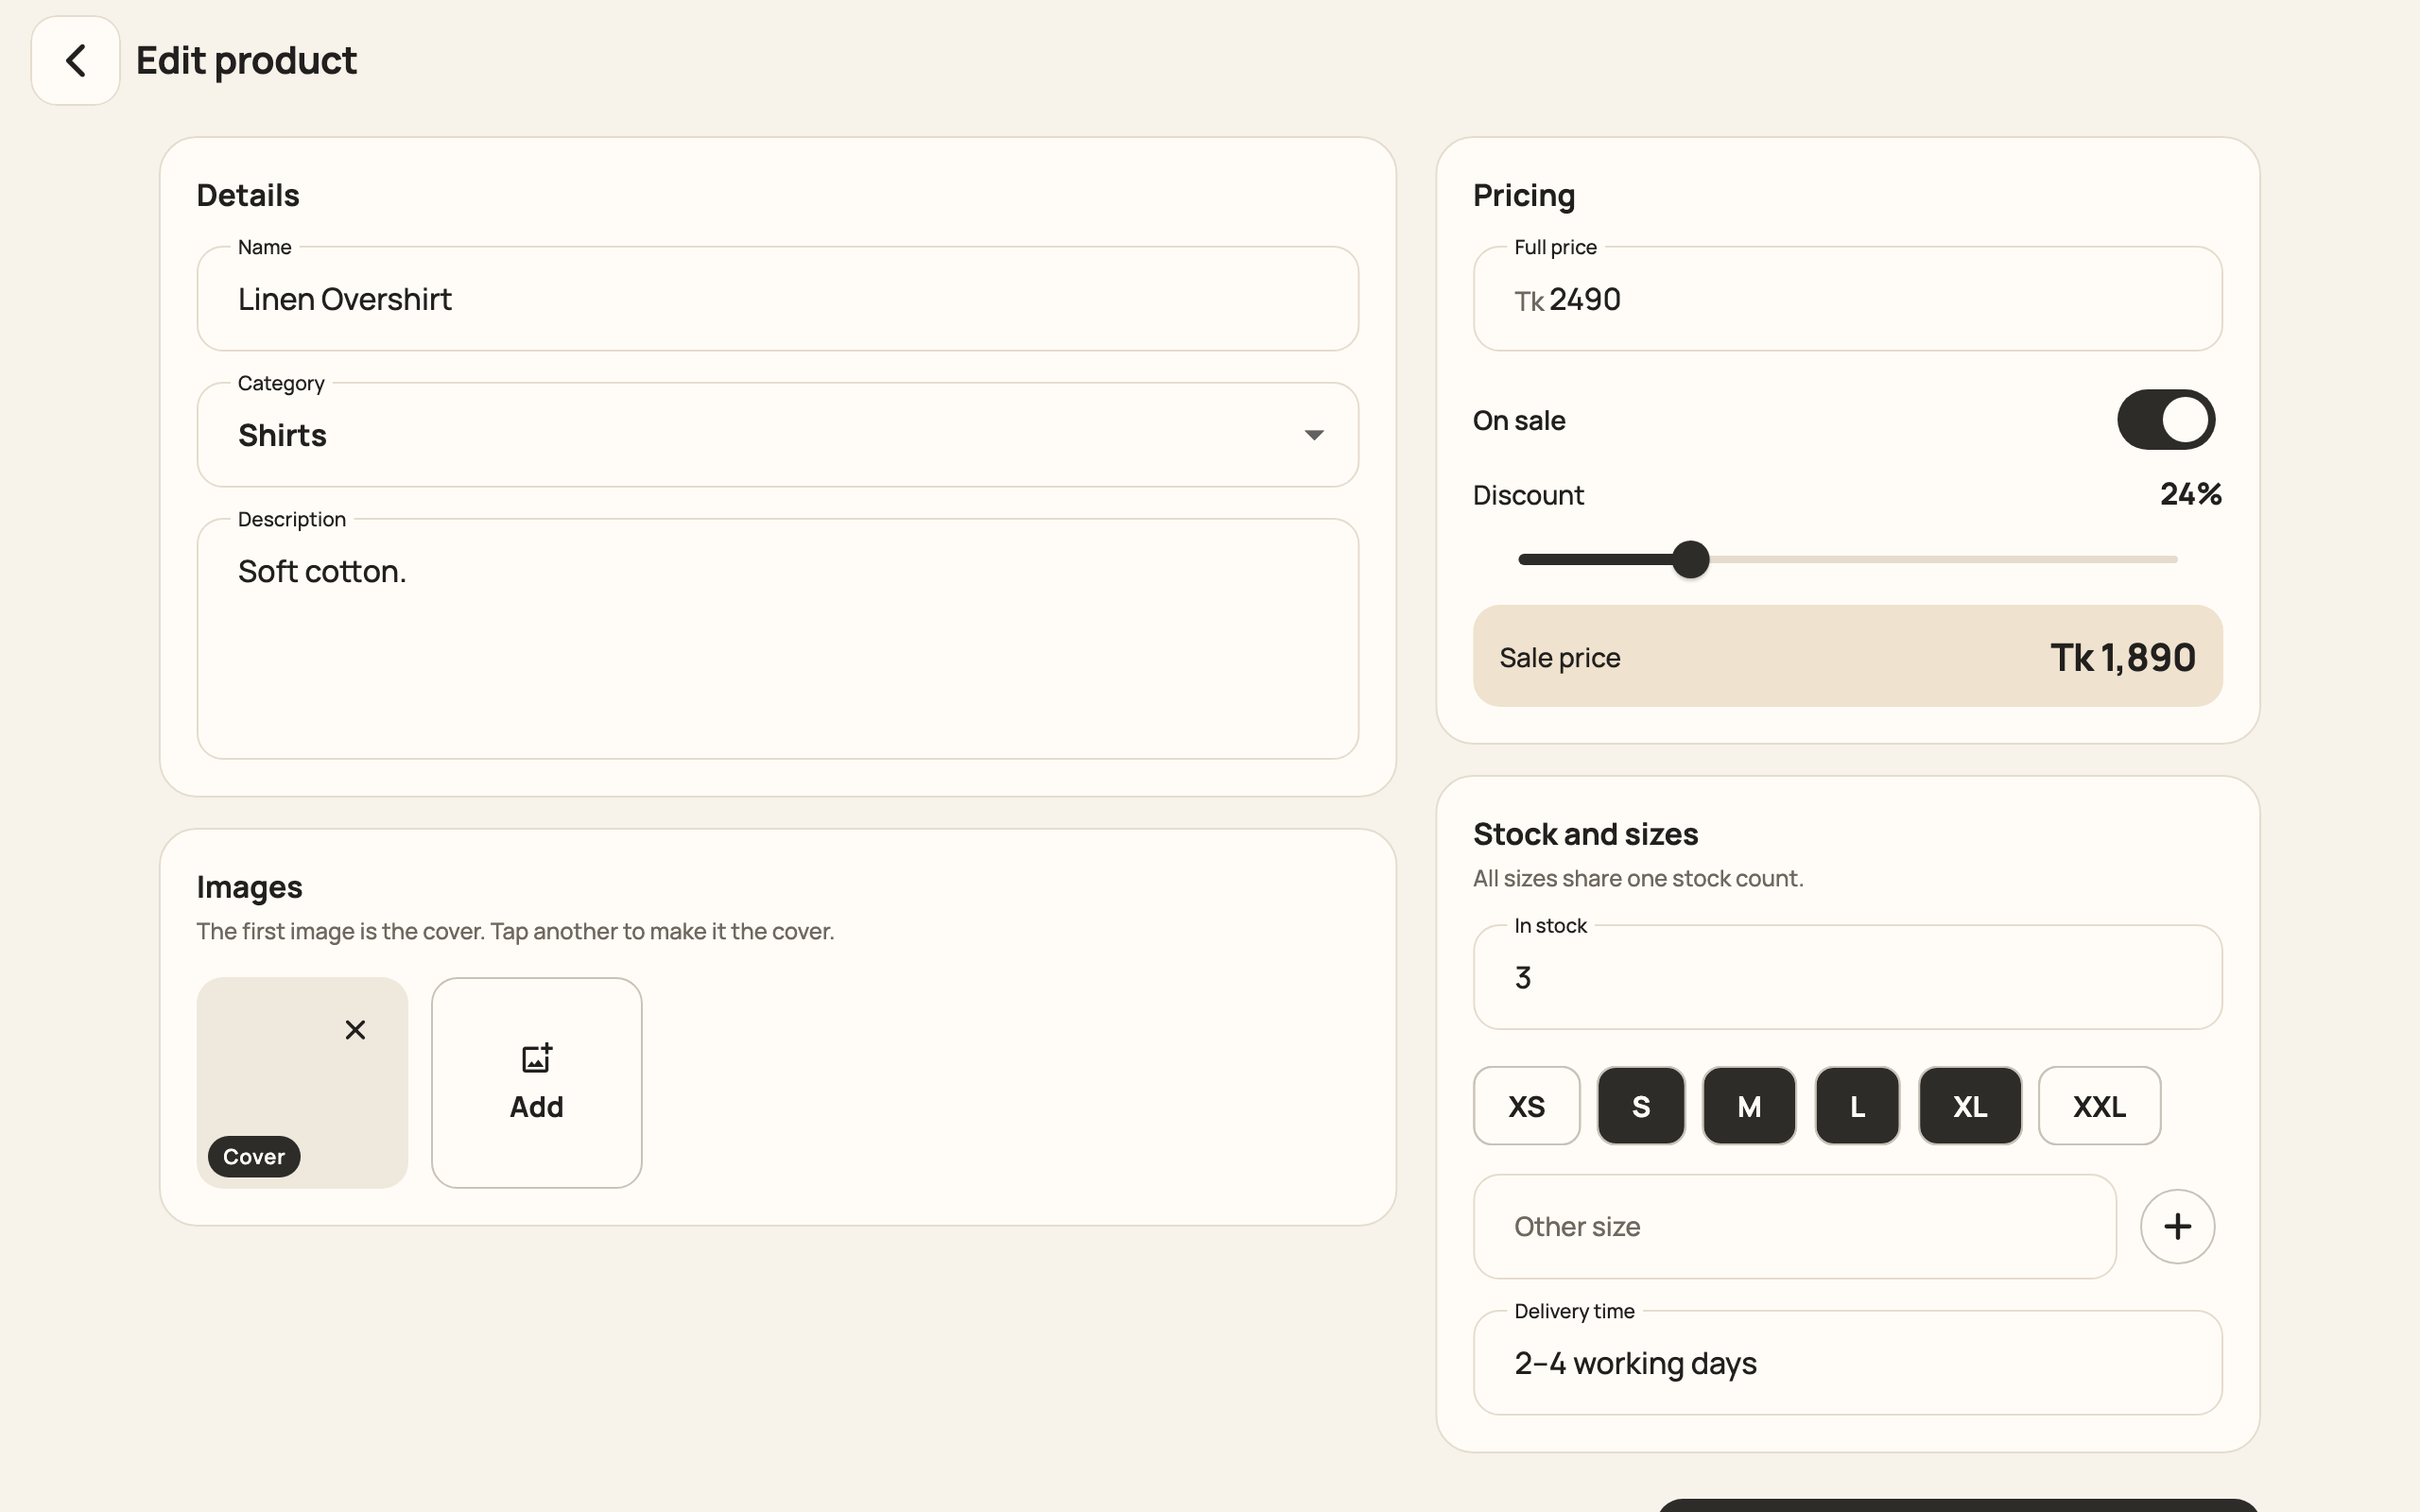 Edit product
Details
Name
Linen Overshirt
Category
Shirts
Description
Soft cotton.
Images
The first image is the cover. Tap another to make it the cover.
Cover
Add
Pricing
Full price
Tk 2490
On sale
Discount 24%
Sale price Tk 1,890
Stock and sizes
All sizes share one stock count.
In stock
3
XS S M L XL XXL
Other size
Delivery time
2–4 working days